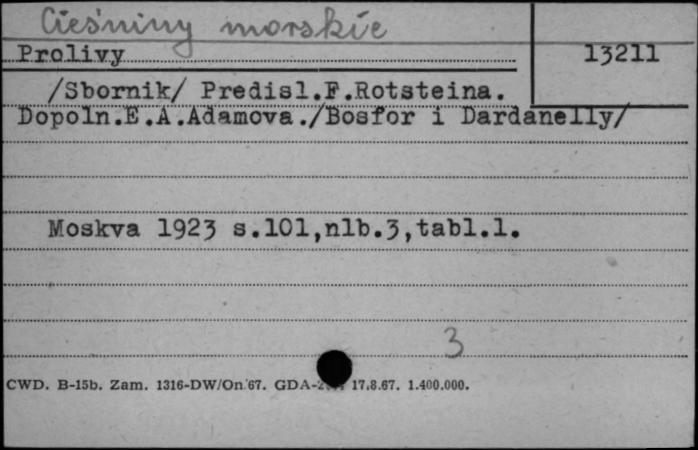 Cieśniny morskie
Prolivy 13211
/Sbornik/ Predisl.F.Rotsteina.
Dopoln.E.A.Adamova./Bosfor i Dardanelly/
Moskva 1923 s.101,nlb.3,tabl.1.
3
CWD. B-15b. Zam. 1316-DW/On.67. 17.8.67. 1.400.000.